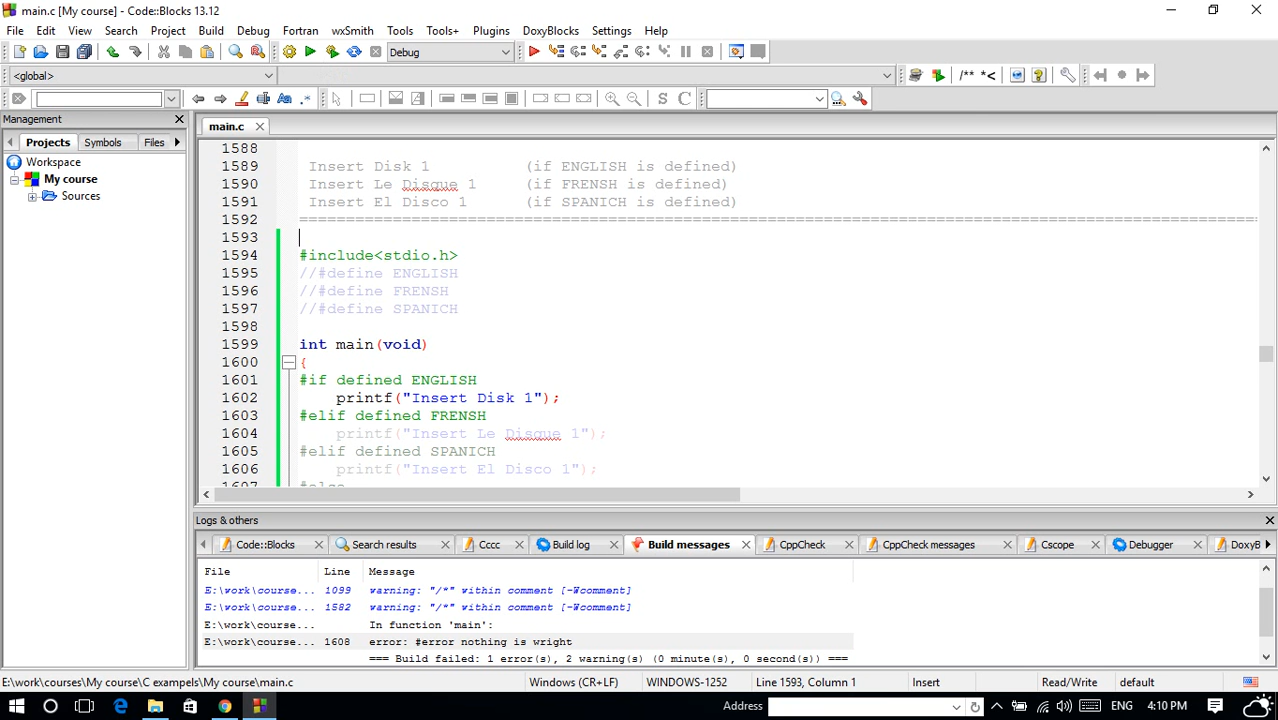 main.c [My course] - Code::Blocks 13.12
File Edit View Search Project Build Debug Fortran wxSmith Tools Tools+ Plugins DoxyBlocks Settings Help
Debug
<global>
/** *<
S C
Management
main.c
Projects Symbols Files
Workspace
My course
Sources
1588
1589 Insert Disk 1 (if ENGLISH is defined)
1590 Insert Le Disque 1 (if FRENSH is defined)
1591 Insert El Disco 1 (if SPANICH is defined)
1592 =======================================================================================================
1593
1594 #include<stdio.h>
1595 //#define ENGLISH
1596 //#define FRENSH
1597 //#define SPANICH
1598
1599 int main(void)
1600 {
1601 #if defined ENGLISH
1602 printf("Insert Disk 1");
1603 #elif defined FRENSH
1604 printf("Insert Le Disque 1");
1605 #elif defined SPANICH
1606 printf("Insert El Disco 1");
1607 #else
Logs & others
Code::Blocks Search results Cccc Build log Build messages CppCheck CppCheck messages Cscope Debugger DoxyB
File Line Message
E:\work\course... 1099 warning: "/*" within comment [-Wcomment]
E:\work\course... 1582 warning: "/*" within comment [-Wcomment]
E:\work\course... In function 'main':
E:\work\course... 1608 error: #error nothing is wright
=== Build failed: 1 error(s), 2 warning(s) (0 minute(s), 0 second(s)) ===
E:\work\courses\My course\C exampels\My course\main.c Windows (CR+LF) WINDOWS-1252 Line 1593, Column 1 Insert Read/Write default
Address ENG 4:10 PM